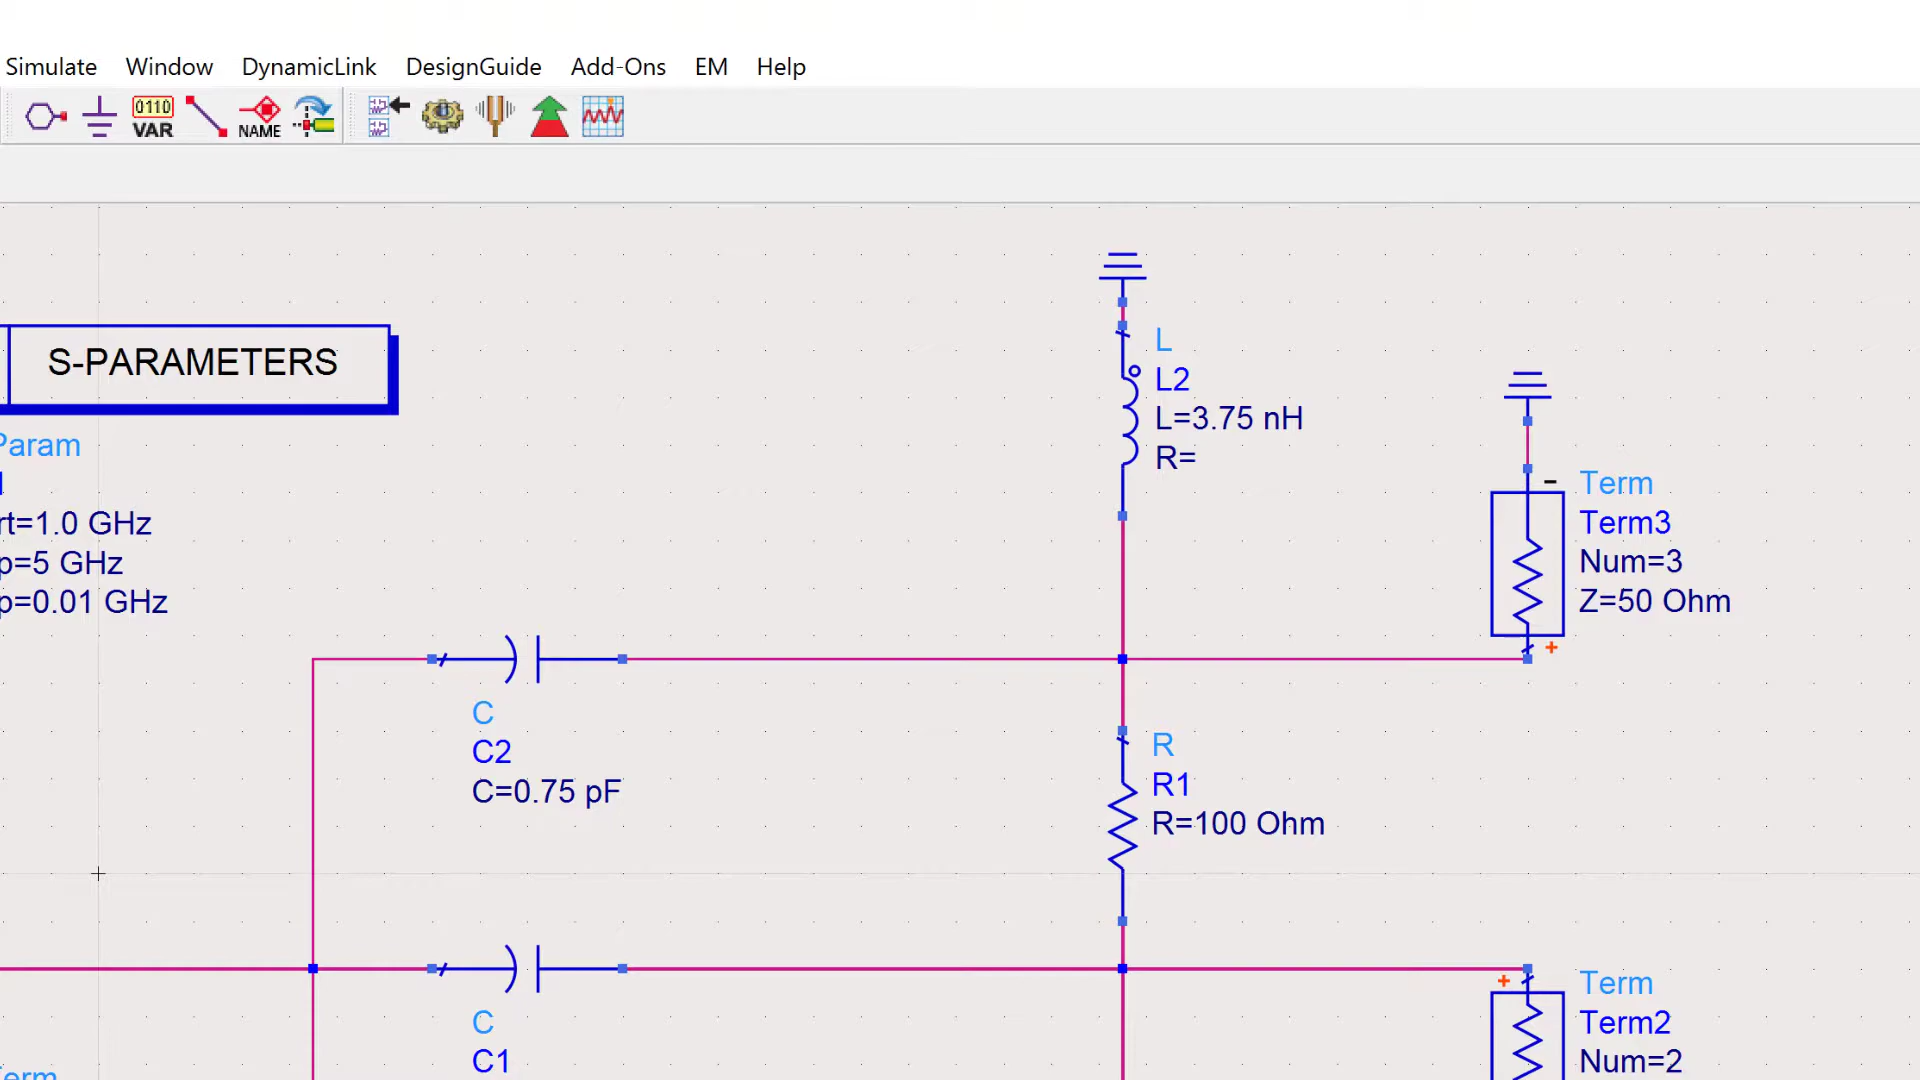 Simulate Window DynamicLink DesignGuide Add-Ons EM Help
0110
VAR
NAME
S-PARAMETERS
Param
rt=1.0 GHz
p=5 GHz
p=0.01 GHz
L
L2
L=3.75 nH
R=
Term
Term3
Num=3
Z=50 Ohm
C
C2
C=0.75 pF
R
R1
R=100 Ohm
C
C1
Term
Term2
Num=2
erm